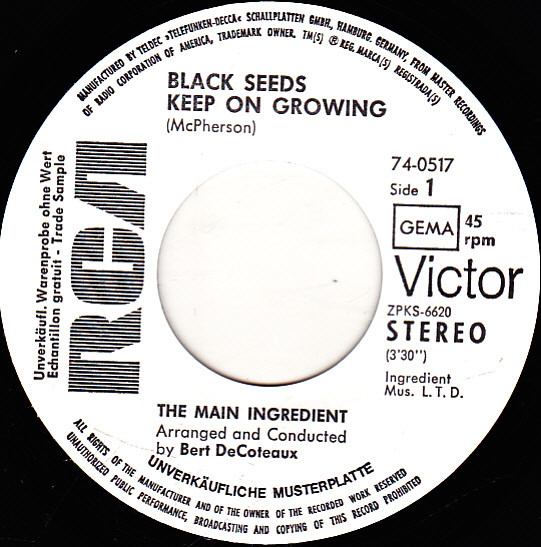 MANUFACTURED BY TELDEC »TELEFUNKEN-DECCA« SCHALLPLATTEN GMBH, HAMBURG, GERMANY, FROM MASTER RECORDINGS
OF RADIO CORPORATION OF AMERICA, TRADEMARK OWNER. TM(S) ® REG. MARCA(S) REGISTRADA(S)
BLACK SEEDS
KEEP ON GROWING
(McPherson)
74-0517
Side 1
GEMA
45
rpm
RCA
Unverkäufl. Warenprobe ohne Wert
Echantillon gratuit - Trade Sample
Victor
ZPKS-6620
STEREO
(3'30")
Ingredient
Mus. L.T.D.
THE MAIN INGREDIENT
Arranged and Conducted
by Bert DeCoteaux
UNVERKÄUFLICHE MUSTERPLATTE
ALL RIGHTS OF THE MANUFACTURER AND OF THE OWNER OF THE RECORDED WORK RESERVED
UNAUTHORIZED PUBLIC PERFORMANCE, BROADCASTING AND COPYING OF THIS RECORD PROHIBITED